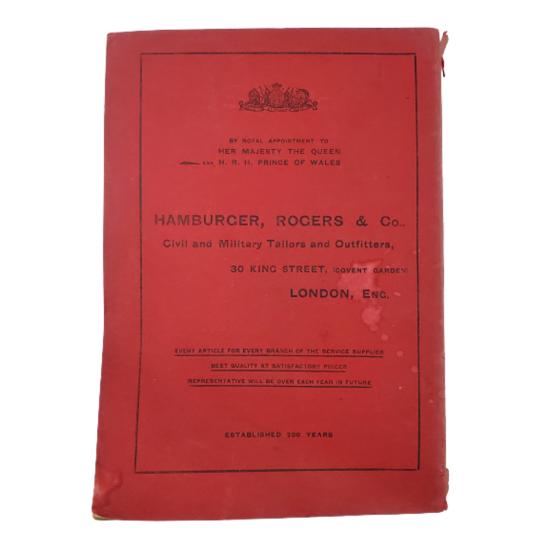 BY ROYAL APPOINTMENT TO
HER MAJESTY THE QUEEN
AND H. R. H. PRINCE OF WALES
HAMBURGER, ROGERS & Co.,
Civil and Military Tailors and Outfitters,
30 KING STREET, (COVENT GARDEN)
LONDON, ENG.
EVERY ARTICLE FOR EVERY BRANCH OF THE SERVICE SUPPLIED
BEST QUALITY AT SATISFACTORY PRICES
REPRESENTATIVE WILL BE OVER EACH YEAR IN FUTURE
ESTABLISHED 200 YEARS